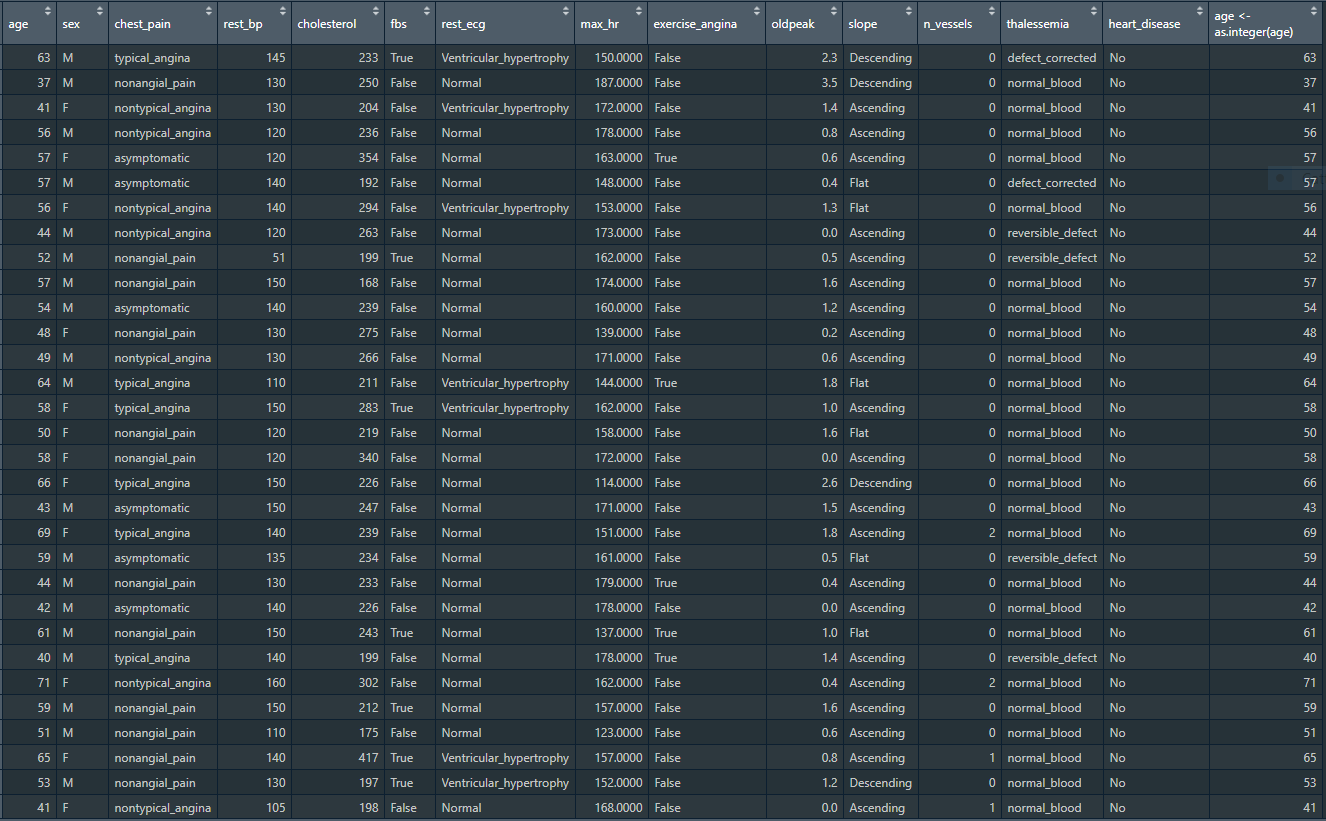 age sex chest_pain rest_bp cholesterol fbs rest_ecg max_hr exercise_angina oldpeak slope n_vessels thalessemia heart_disease age <-
as.integer(age)
63 M typical_angina 145 233 True Ventricular_hypertrophy 150.0000 False 2.3 Descending 0 defect_corrected No 63
37 M nonangial_pain 130 250 False Normal 187.0000 False 3.5 Descending 0 normal_blood No 37
41 F nontypical_angina 130 204 False Ventricular_hypertrophy 172.0000 False 1.4 Ascending 0 normal_blood No 41
56 M nontypical_angina 120 236 False Normal 178.0000 False 0.8 Ascending 0 normal_blood No 56
57 F asymptomatic 120 354 False Normal 163.0000 True 0.6 Ascending 0 normal_blood No 57
57 M asymptomatic 140 192 False Normal 148.0000 False 0.4 Flat 0 defect_corrected No 57
56 F nontypical_angina 140 294 False Ventricular_hypertrophy 153.0000 False 1.3 Flat 0 normal_blood No 56
44 M nontypical_angina 120 263 False Normal 173.0000 False 0.0 Ascending 0 reversible_defect No 44
52 M nonangial_pain 51 199 True Normal 162.0000 False 0.5 Ascending 0 reversible_defect No 52
57 M nonangial_pain 150 168 False Normal 174.0000 False 1.6 Ascending 0 normal_blood No 57
54 M asymptomatic 140 239 False Normal 160.0000 False 1.2 Ascending 0 normal_blood No 54
48 F nonangial_pain 130 275 False Normal 139.0000 False 0.2 Ascending 0 normal_blood No 48
49 M nontypical_angina 130 266 False Normal 171.0000 False 0.6 Ascending 0 normal_blood No 49
64 M typical_angina 110 211 False Ventricular_hypertrophy 144.0000 True 1.8 Flat 0 normal_blood No 64
58 F typical_angina 150 283 True Ventricular_hypertrophy 162.0000 False 1.0 Ascending 0 normal_blood No 58
50 F nonangial_pain 120 219 False Normal 158.0000 False 1.6 Flat 0 normal_blood No 50
58 F nonangial_pain 120 340 False Normal 172.0000 False 0.0 Ascending 0 normal_blood No 58
66 F typical_angina 150 226 False Normal 114.0000 False 2.6 Descending 0 normal_blood No 66
43 M asymptomatic 150 247 False Normal 171.0000 False 1.5 Ascending 0 normal_blood No 43
69 F typical_angina 140 239 False Normal 151.0000 False 1.8 Ascending 2 normal_blood No 69
59 M asymptomatic 135 234 False Normal 161.0000 False 0.5 Flat 0 reversible_defect No 59
44 M nonangial_pain 130 233 False Normal 179.0000 True 0.4 Ascending 0 normal_blood No 44
42 M asymptomatic 140 226 False Normal 178.0000 False 0.0 Ascending 0 normal_blood No 42
61 M nonangial_pain 150 243 True Normal 137.0000 True 1.0 Flat 0 normal_blood No 61
40 M typical_angina 140 199 False Normal 178.0000 True 1.4 Ascending 0 reversible_defect No 40
71 F nontypical_angina 160 302 False Normal 162.0000 False 0.4 Ascending 2 normal_blood No 71
59 M nonangial_pain 150 212 True Normal 157.0000 False 1.6 Ascending 0 normal_blood No 59
51 M nonangial_pain 110 175 False Normal 123.0000 False 0.6 Ascending 0 normal_blood No 51
65 F nonangial_pain 140 417 True Ventricular_hypertrophy 157.0000 False 0.8 Ascending 1 normal_blood No 65
53 M nonangial_pain 130 197 True Ventricular_hypertrophy 152.0000 False 1.2 Descending 0 normal_blood No 53
41 F nontypical_angina 105 198 False Normal 168.0000 False 0.0 Ascending 1 normal_blood No 41